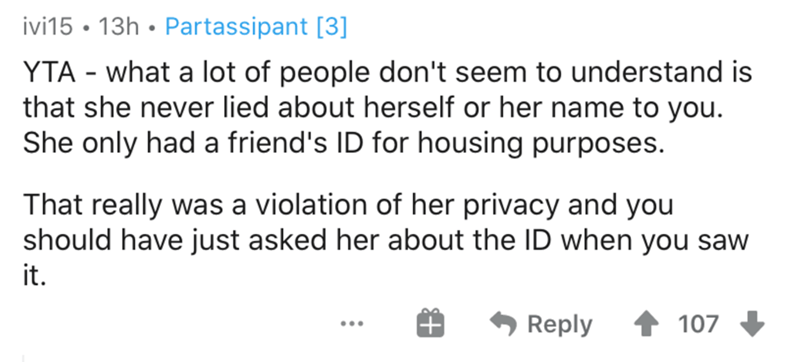 ivi15 • 13h • Partassipant [3]
YTA - what a lot of people don't seem to understand is
that she never lied about herself or her name to you.
She only had a friend's ID for housing purposes.
That really was a violation of her privacy and you
should have just asked her about the ID when you saw
it.
... Reply 107